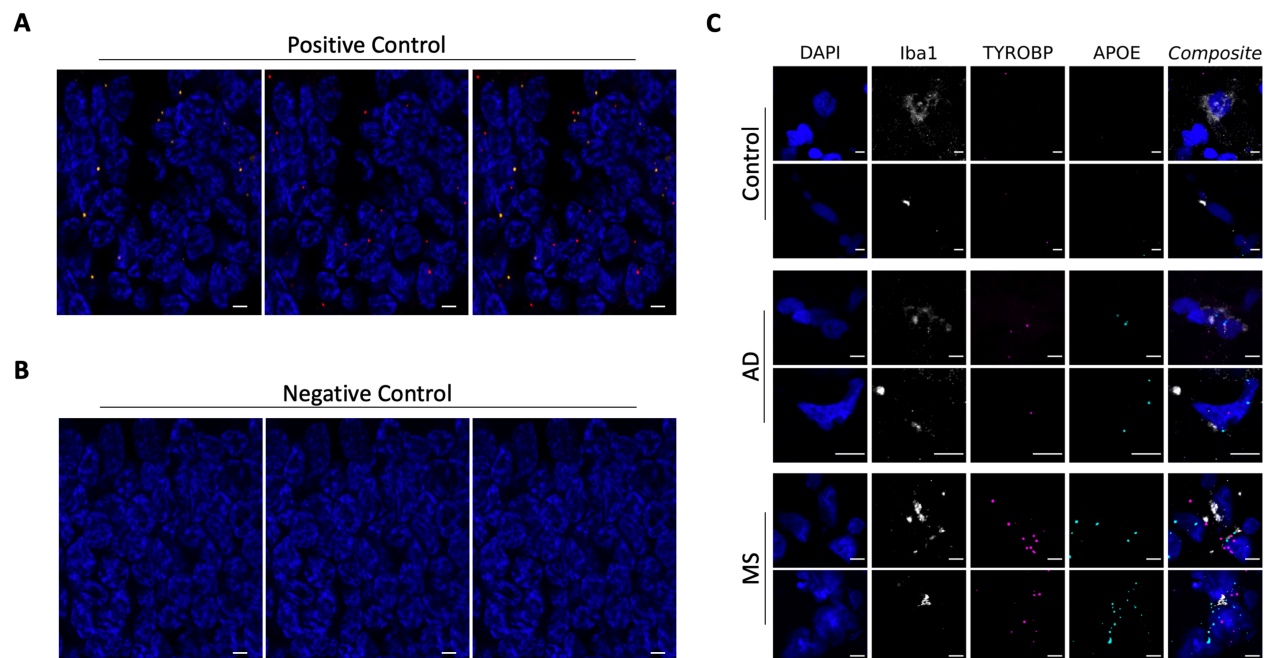 A
Positive Control
B
Negative Control
C
DAPI Iba1 TYROBP APOE Composite
Control
AD
MS